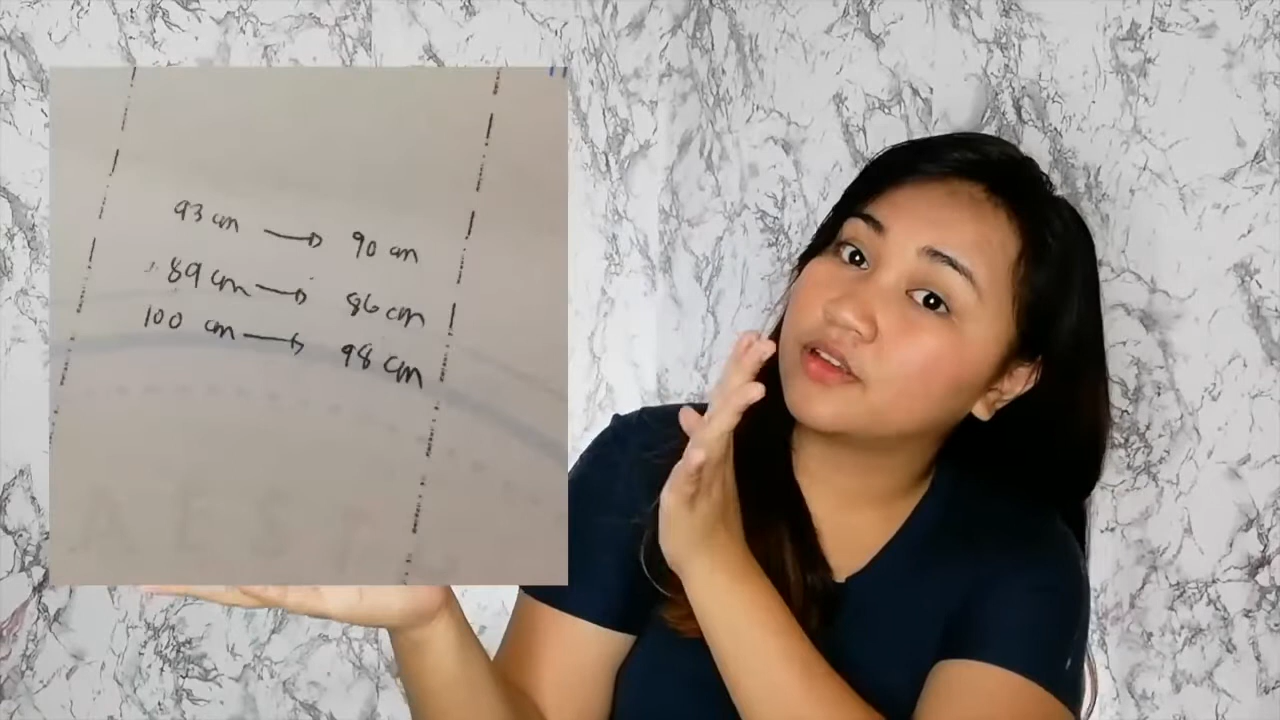 93 cm → 90 cm
89 cm → 86 cm
100 cm → 98 cm